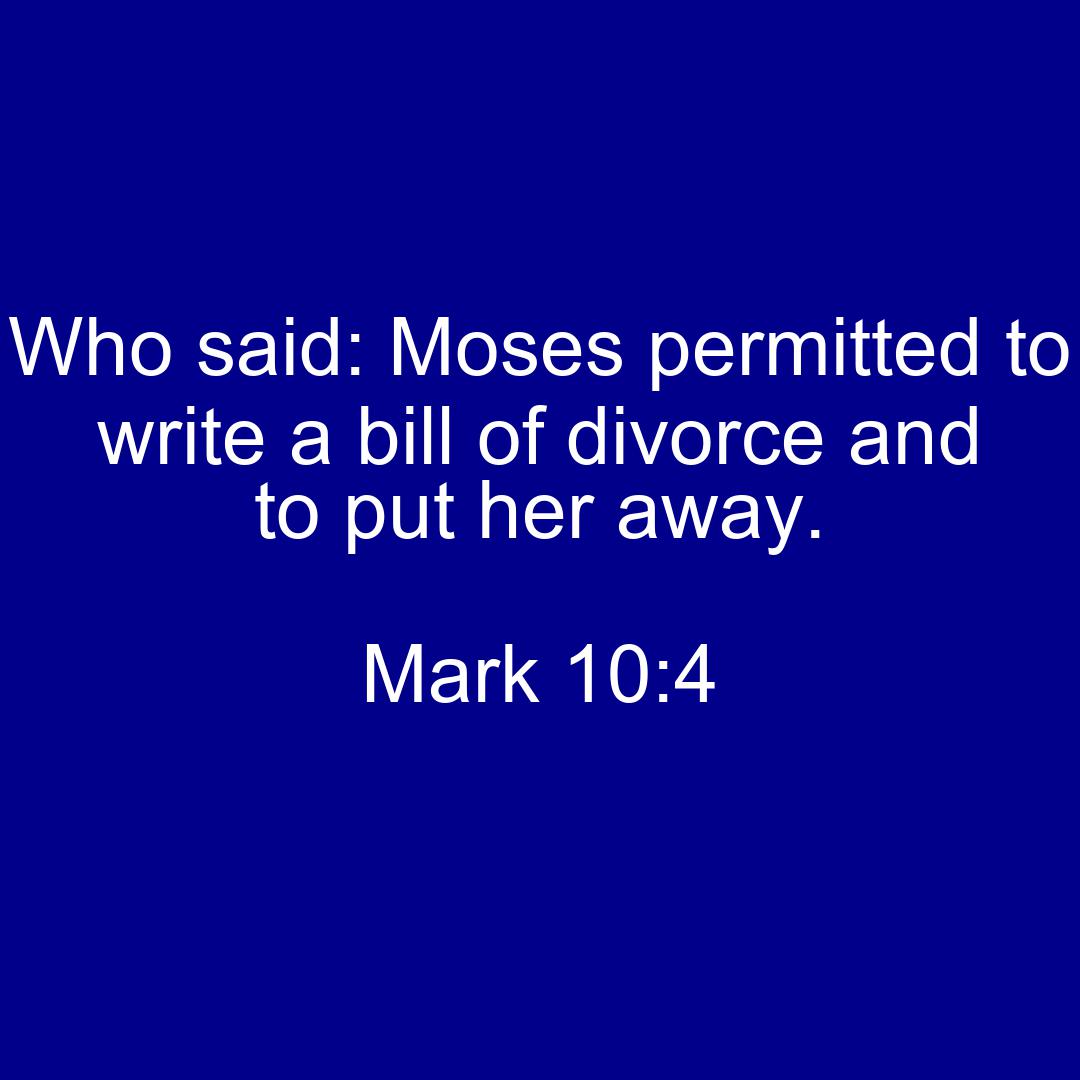 Who said: Moses permitted to
write a bill of divorce and
to put her away.
Mark 10:4